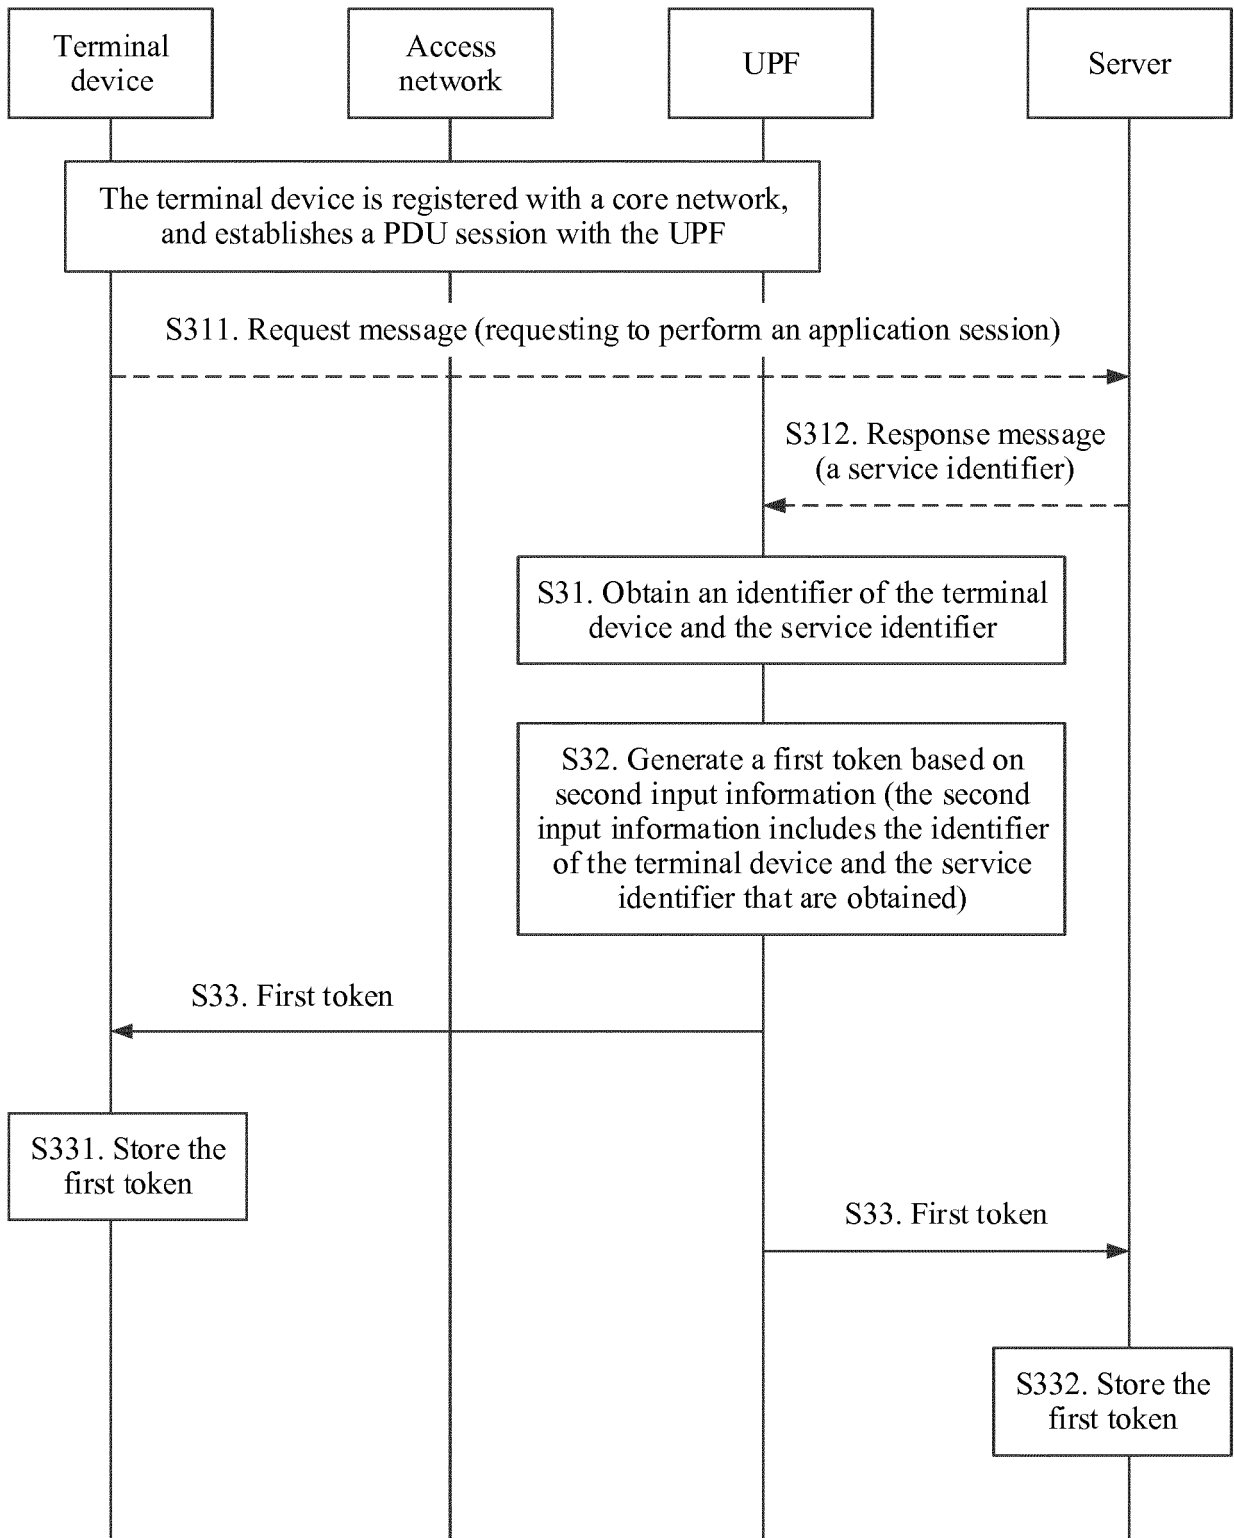 Terminal
device
Access
network
UPF
Server
The terminal device is registered with a core network,
and establishes a PDU session with the UPF
S311. Request message (requesting to perform an application session)
S312. Response message
(a service identifier)
S31. Obtain an identifier of the terminal
device and the service identifier
S32. Generate a first token based on
second input information (the second
input information includes the identifier
of the terminal device and the service
identifier that are obtained)
S33. First token
S331. Store the
first token
S33. First token
S332. Store the
first token